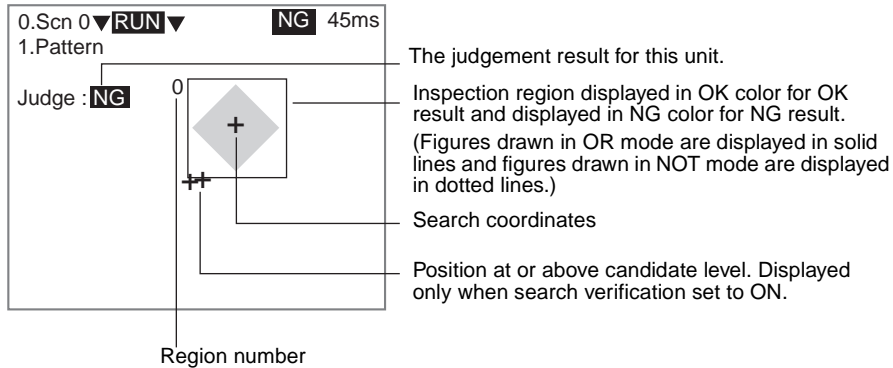 0.Scn 0▼RUN▼ NG 45ms
1.Pattern
Judge : NG
0
The judgement result for this unit.
Inspection region displayed in OK color for OK
result and displayed in NG color for NG result.
(Figures drawn in OR mode are displayed in solid
lines and figures drawn in NOT mode are displayed
in dotted lines.)
Search coordinates
Position at or above candidate level. Displayed
only when search verification set to ON.
Region number